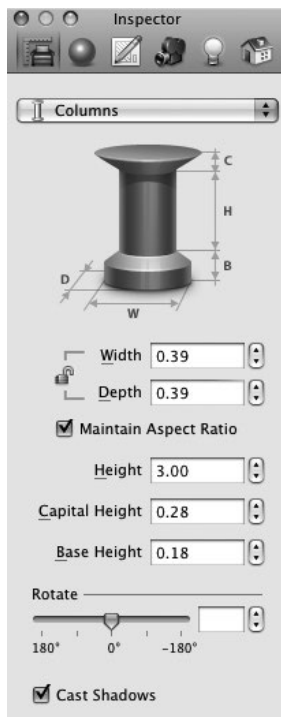 Inspector
Columns
C
H
B
D
W
Width 0.39
Depth 0.39
Maintain Aspect Ratio
Height 3.00
Capital Height 0.28
Base Height 0.18
Rotate
180° 0° -180°
Cast Shadows